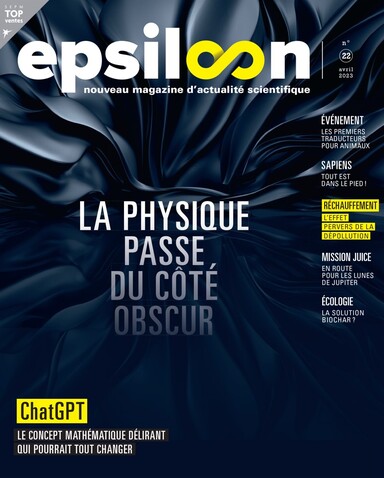 TOP
ventes
epsiloon
nouveau magazine d'actualité scientifique
n°
22
avril
2023
ÉVÉNEMENT
LES PREMIERS
TRADUCTEURS
POUR ANIMAUX
SAPIENS
TOUT EST
DANS LE PIED !
RÉCHAUFFEMENT
L'EFFET
PERVERS DE LA
DÉPOLLUTION
MISSION JUICE
EN ROUTE
POUR LES LUNES
DE JUPITER
ÉCOLOGIE
LA SOLUTION
BIOCHAR ?
LA PHYSIQUE
PASSE
DU CÔTÉ
OBSCUR
ChatGPT
LE CONCEPT MATHÉMATIQUE DÉLIRANT
QUI POURRAIT TOUT CHANGER